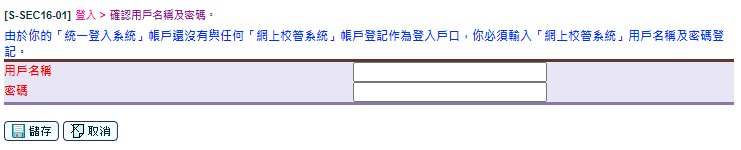 [S-SEC16-01] 登入 > 確認用戶名稱及密碼。
由於你的「統一登入系統」帳戶還沒有與任何「網上校管系統」帳戶登記作為登入戶口，你必須輸入「網上校管系統」用戶名稱及密碼登
記。
用戶名稱
密碼
儲存 取消